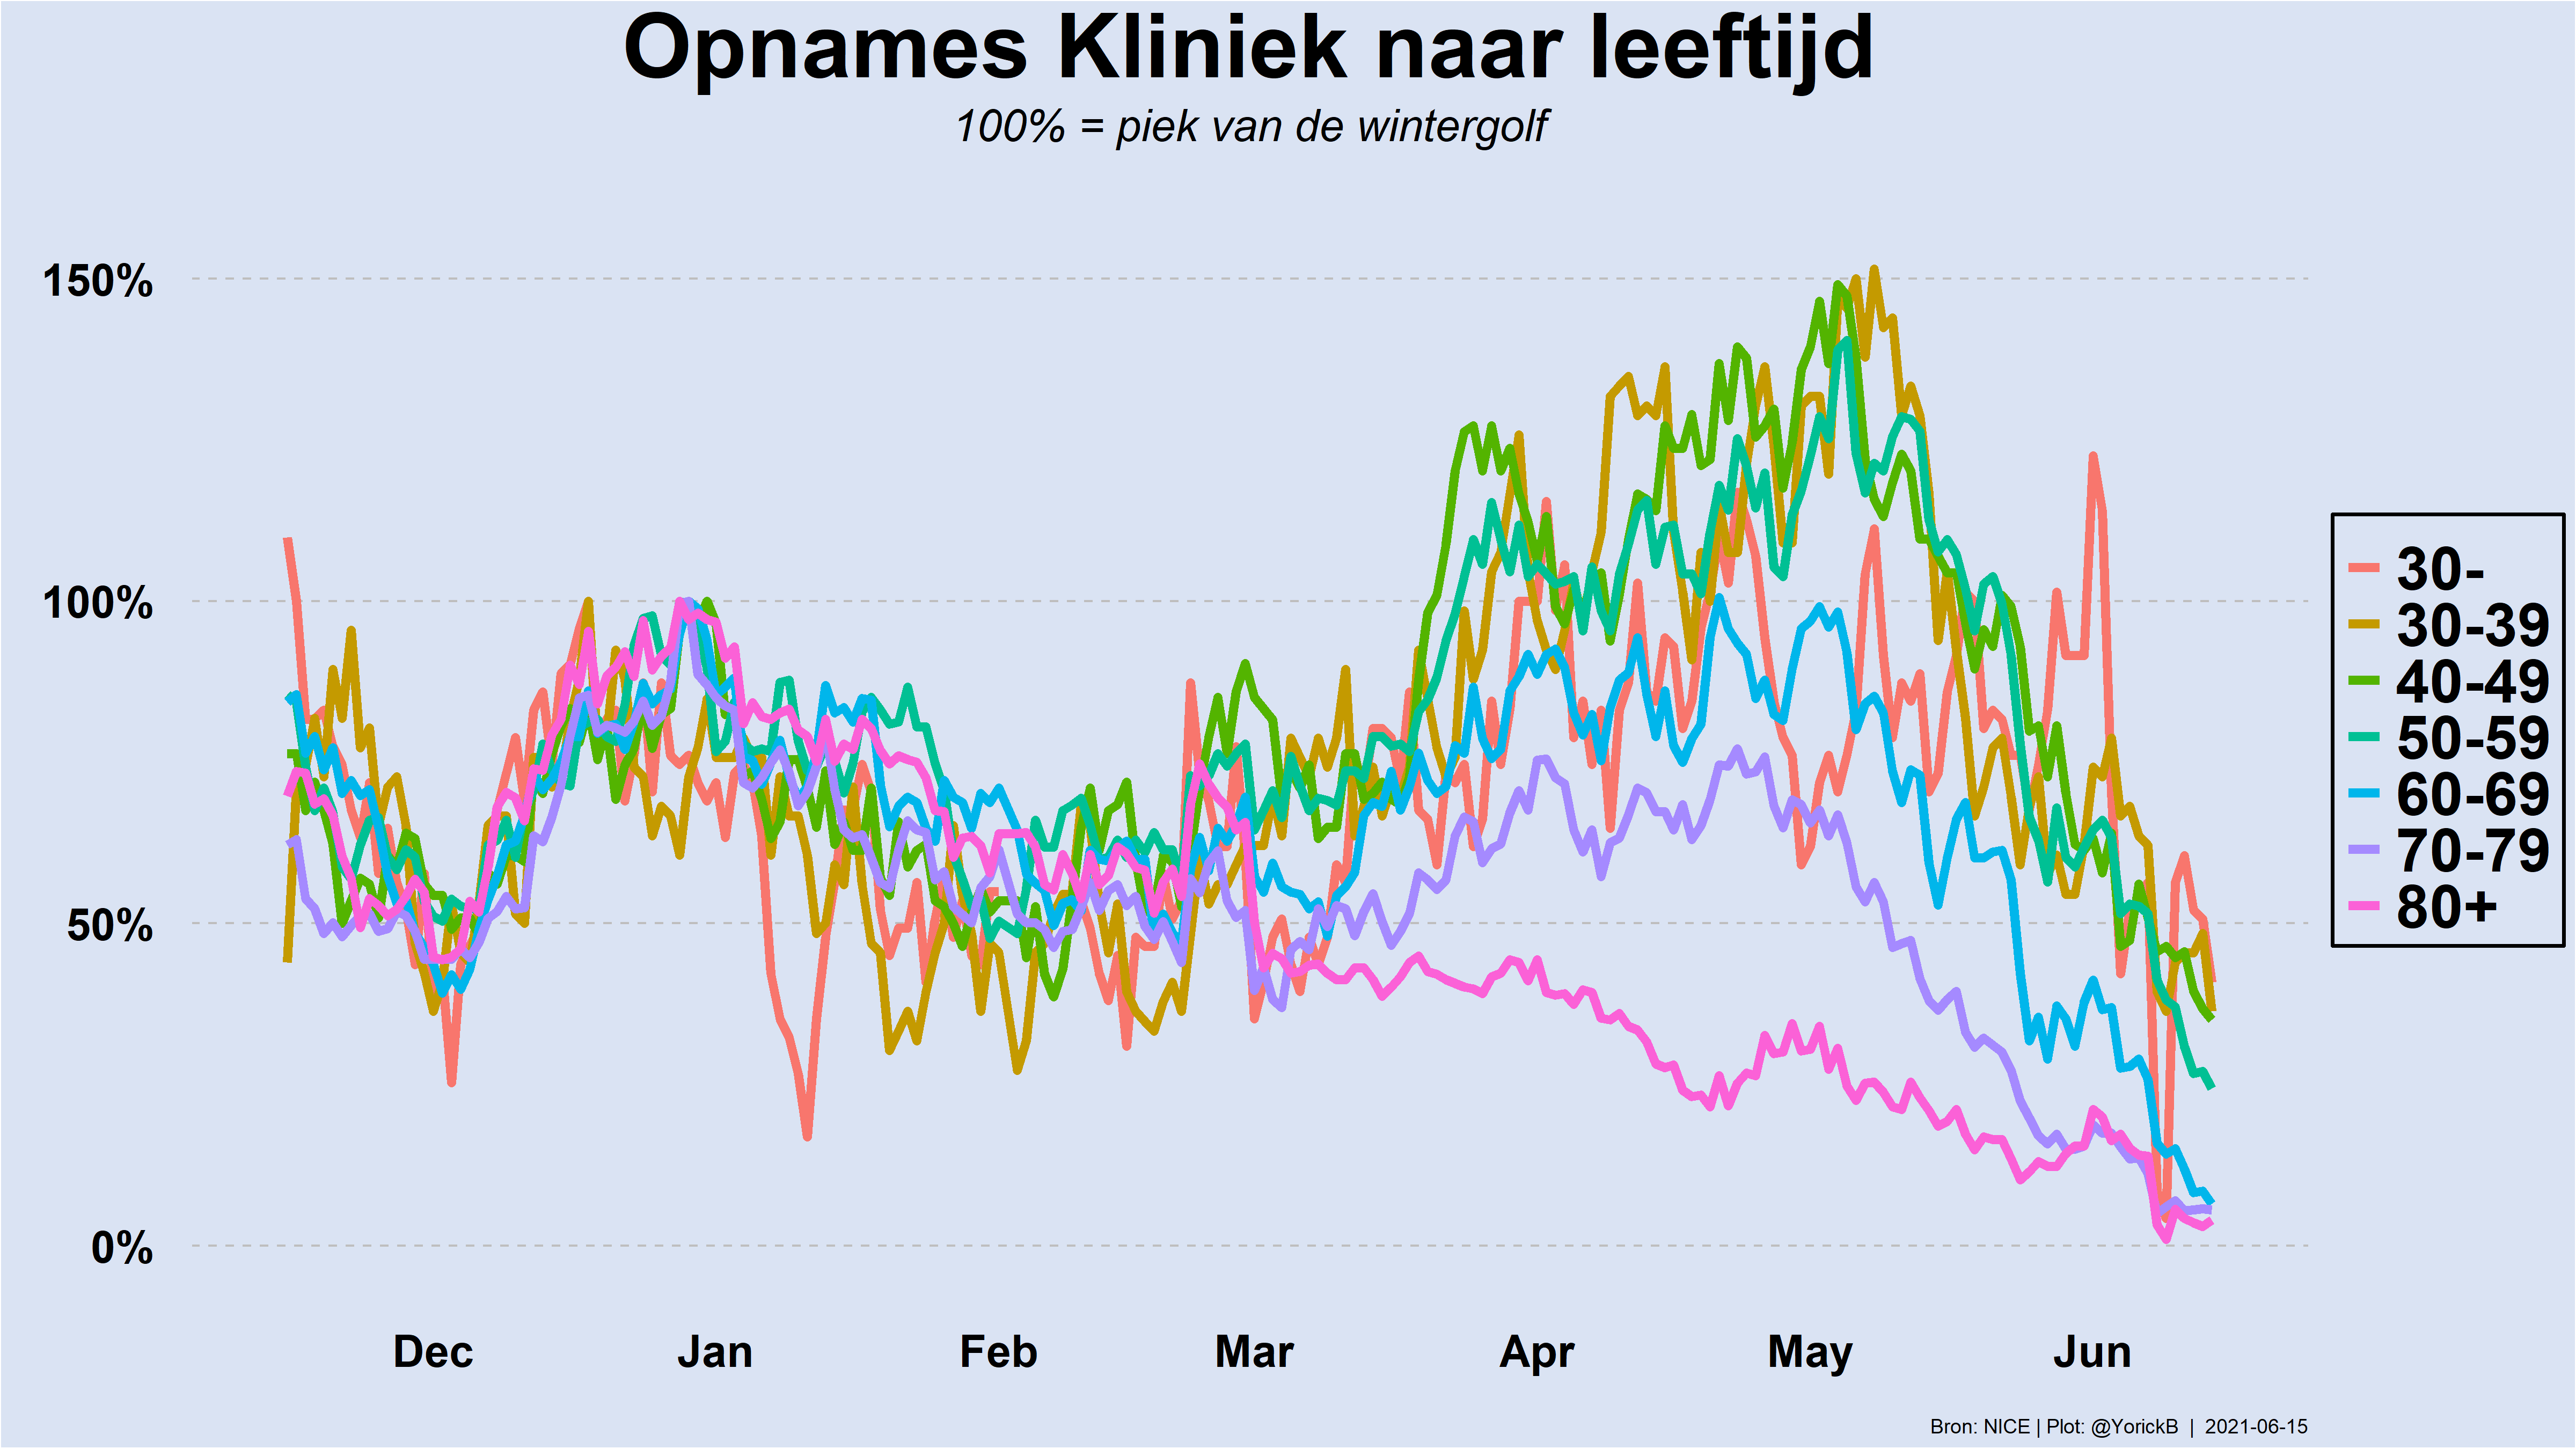 Opnames Kliniek naar leeftijd
100% = piek van de wintergolf
150%
100%
50%
0%
Dec Jan Feb Mar Apr May Jun
30-
30-39
40-49
50-59
60-69
70-79
80+
Bron: NICE | Plot: @YorickB | 2021-06-15